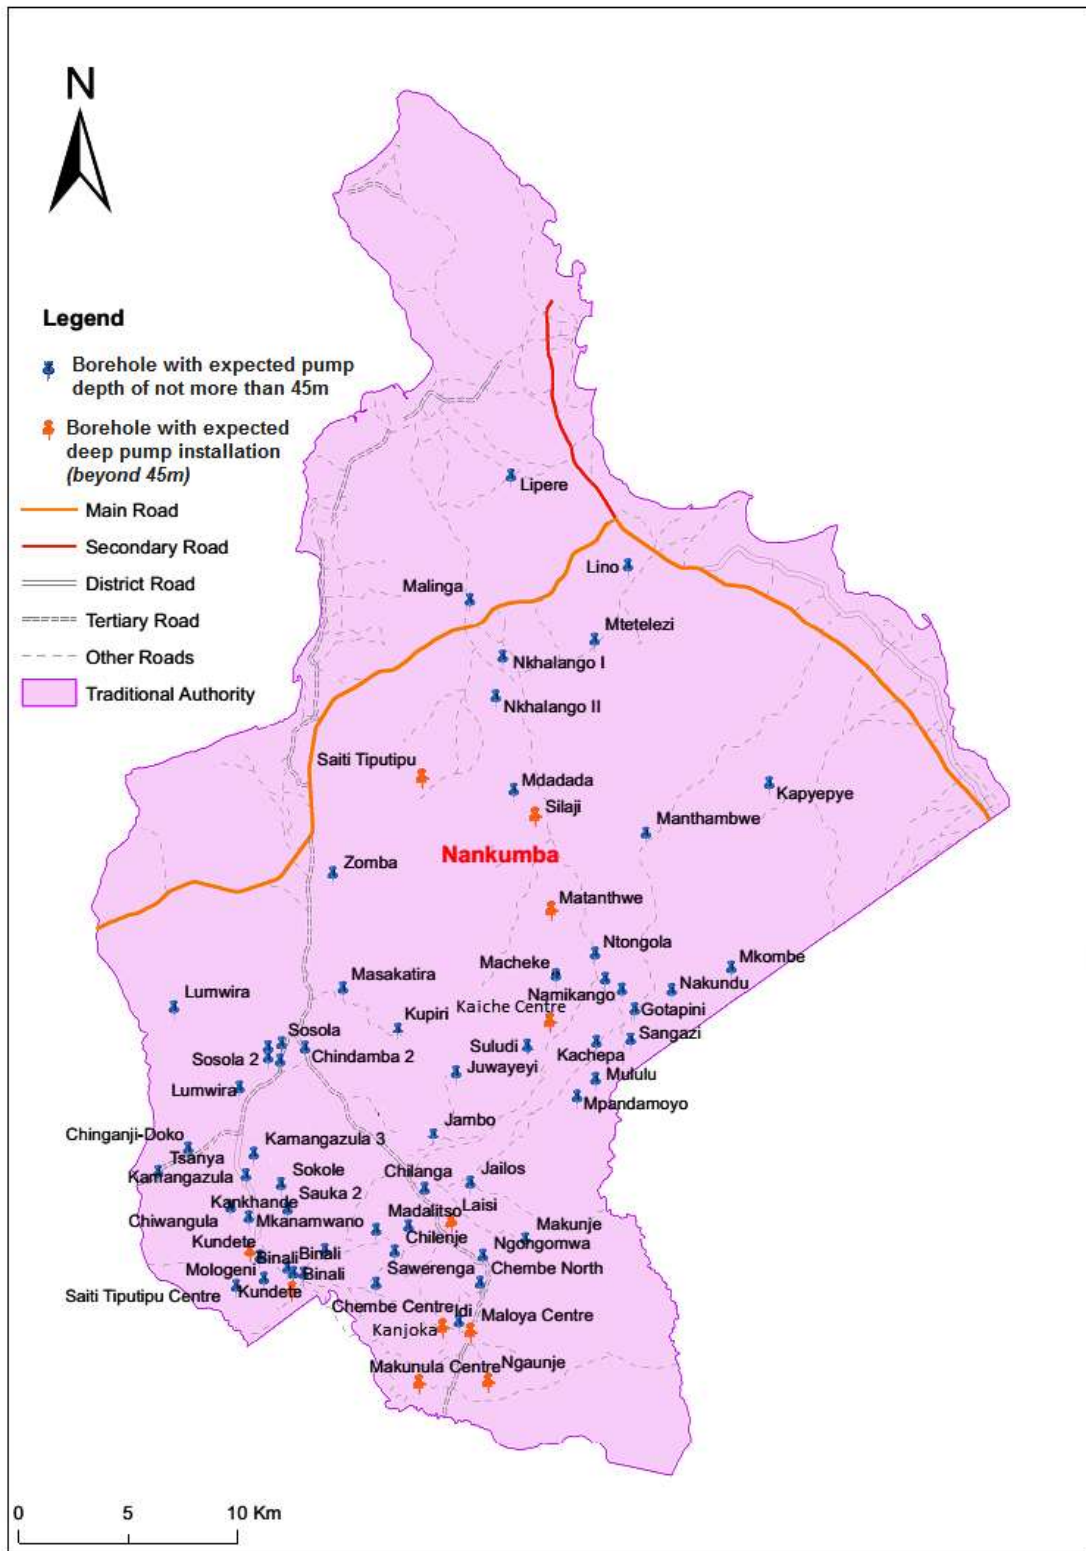 N
Legend
Borehole with expected pump
depth of not more than 45m
Borehole with expected
deep pump installation
(beyond 45m)
Main Road
Secondary Road
District Road
Tertiary Road
Other Roads
Traditional Authority
Lipere
Lino
Malinga
Mtetelezi
Nkhalango I
Nkhalango II
Saiti Tiputipu
Mdadada
Kapyepye
Silaji
Manthambwe
Nankumba
Zomba
Matanthwe
Ntongola
Macheke
Mkombe
Masakatira
Nakundu
Lumwira
Namikango
Kaiche Centre
Gotapini
Kupiri
Sosola
Sangazi
Suludi
Kachepa
Sosola 2
Chindamba 2
Juwayeyi
Mululu
Lumwira
Mpandamoyo
Jambo
Chinganji-Doko
Kamangazula 3
Tsanya
Kamangazula
Sokole
Chilanga
Jailos
Sauka 2
Kankhande
Madalitso
Laisi
Chiwangula
Mkanamwano
Makunje
Chilenje
Kundete
Ngongomwa
Binali
Binali
Mologeni
Binali
Sawerenga
Chembe North
Saiti Tiputipu Centre
Kundete
Chembe Centre
Idi
Maloya Centre
Kanjoka
Makunula Centre
Ngaunje
0 5 10 Km